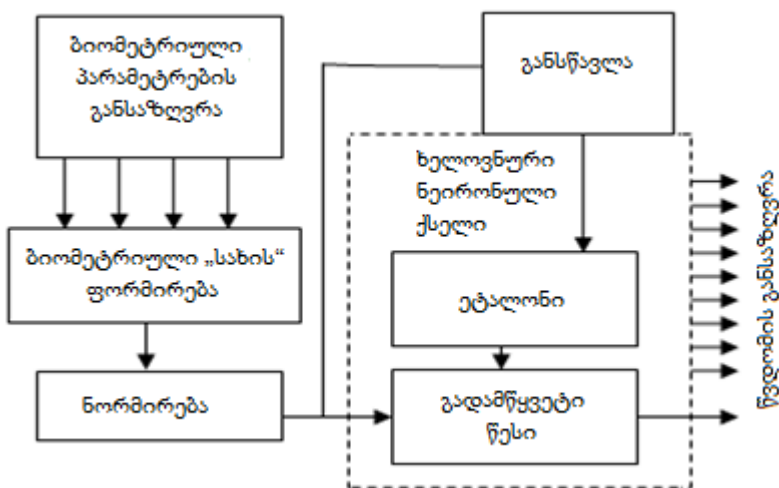 ბიომეტრიული
პარამეტრების
განსაზღვრა
განსწავლა
ხელოვნური
ნეირონული
ქსელი
ბიომეტრიული „სახის“
ფორმირება
ეტალონი
ნორმირება
გადამწყვეტი
წესი
წვდომის განსაზღვრა